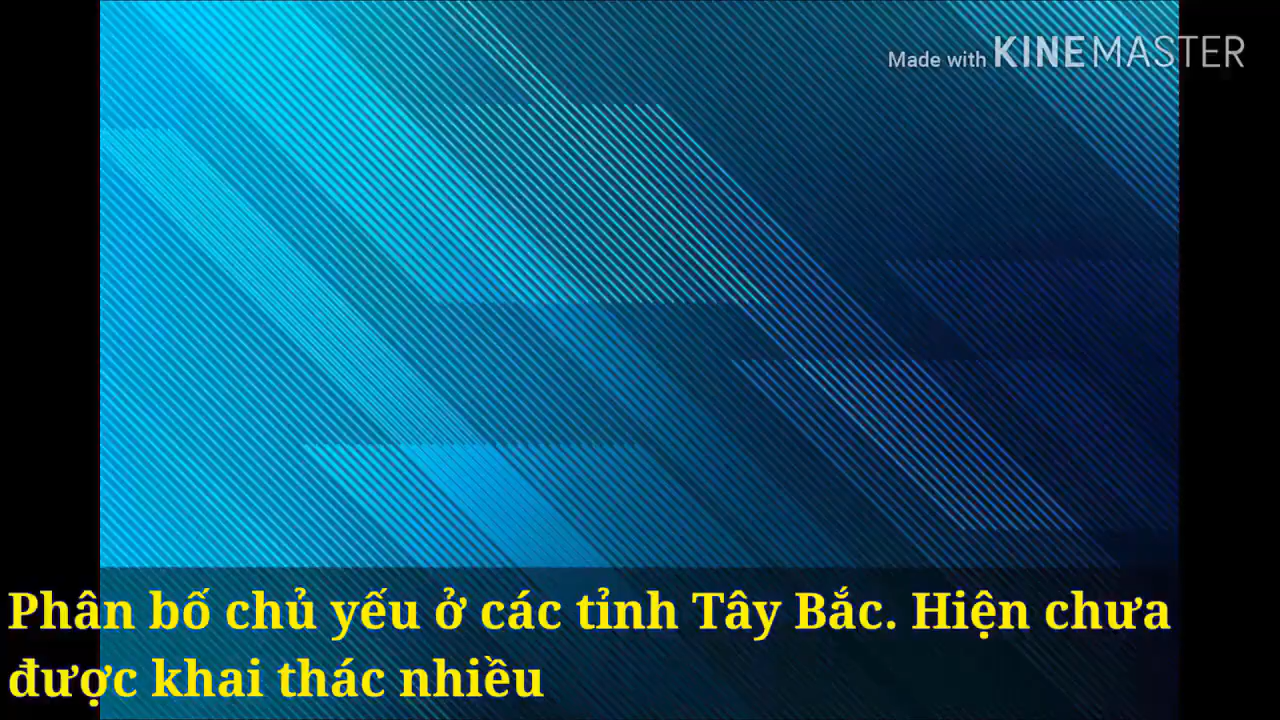 Made with KINEMASTER
Phân bố chủ yếu ở các tỉnh Tây Bắc. Hiện chưa
được khai thác nhiều